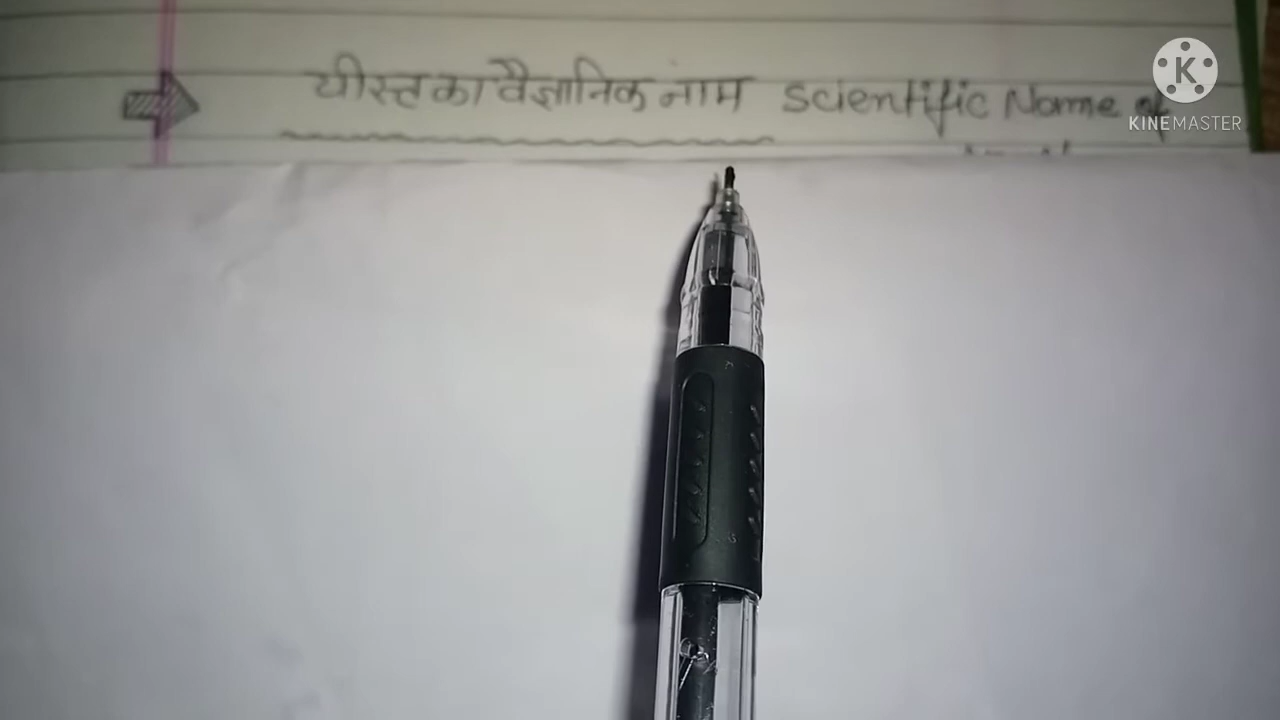 यीस्ट का वैज्ञानिक नाम Scientific Name of
KINEMASTER